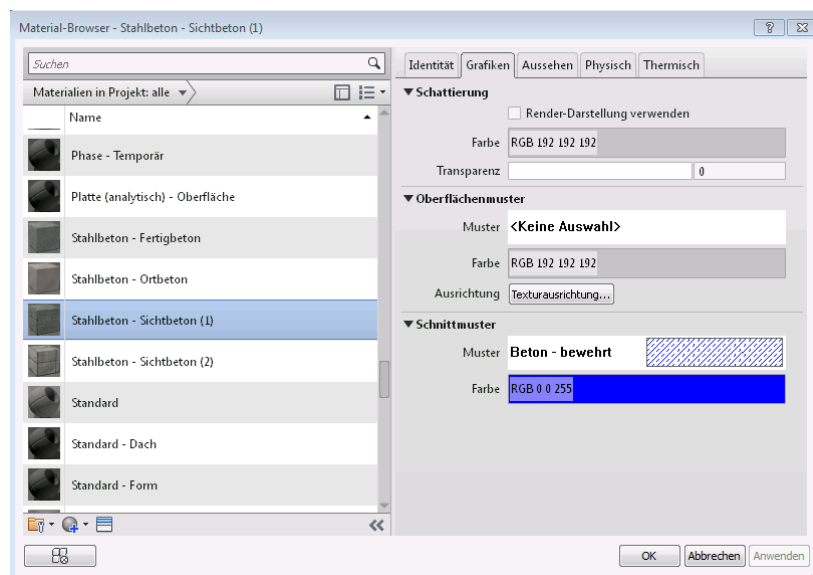 Material-Browser - Stahlbeton - Sichtbeton (1)
Suchen
Materialien in Projekt: alle
Name
Phase - Temporär
Platte (analytisch) - Oberfläche
Stahlbeton - Fertigbeton
Stahlbeton - Ortbeton
Stahlbeton - Sichtbeton (1)
Stahlbeton - Sichtbeton (2)
Standard
Standard - Dach
Standard - Form
Identität Grafiken Aussehen Physisch Thermisch
Schattierung
Render-Darstellung verwenden
Farbe RGB 192 192 192
Transparenz 0
Oberflächenmuster
Muster <Keine Auswahl>
Farbe RGB 192 192 192
Ausrichtung Texturausrichtung...
Schnittmuster
Muster Beton - bewehrt
Farbe RGB 0 0 255
OK Abbrechen Anwenden